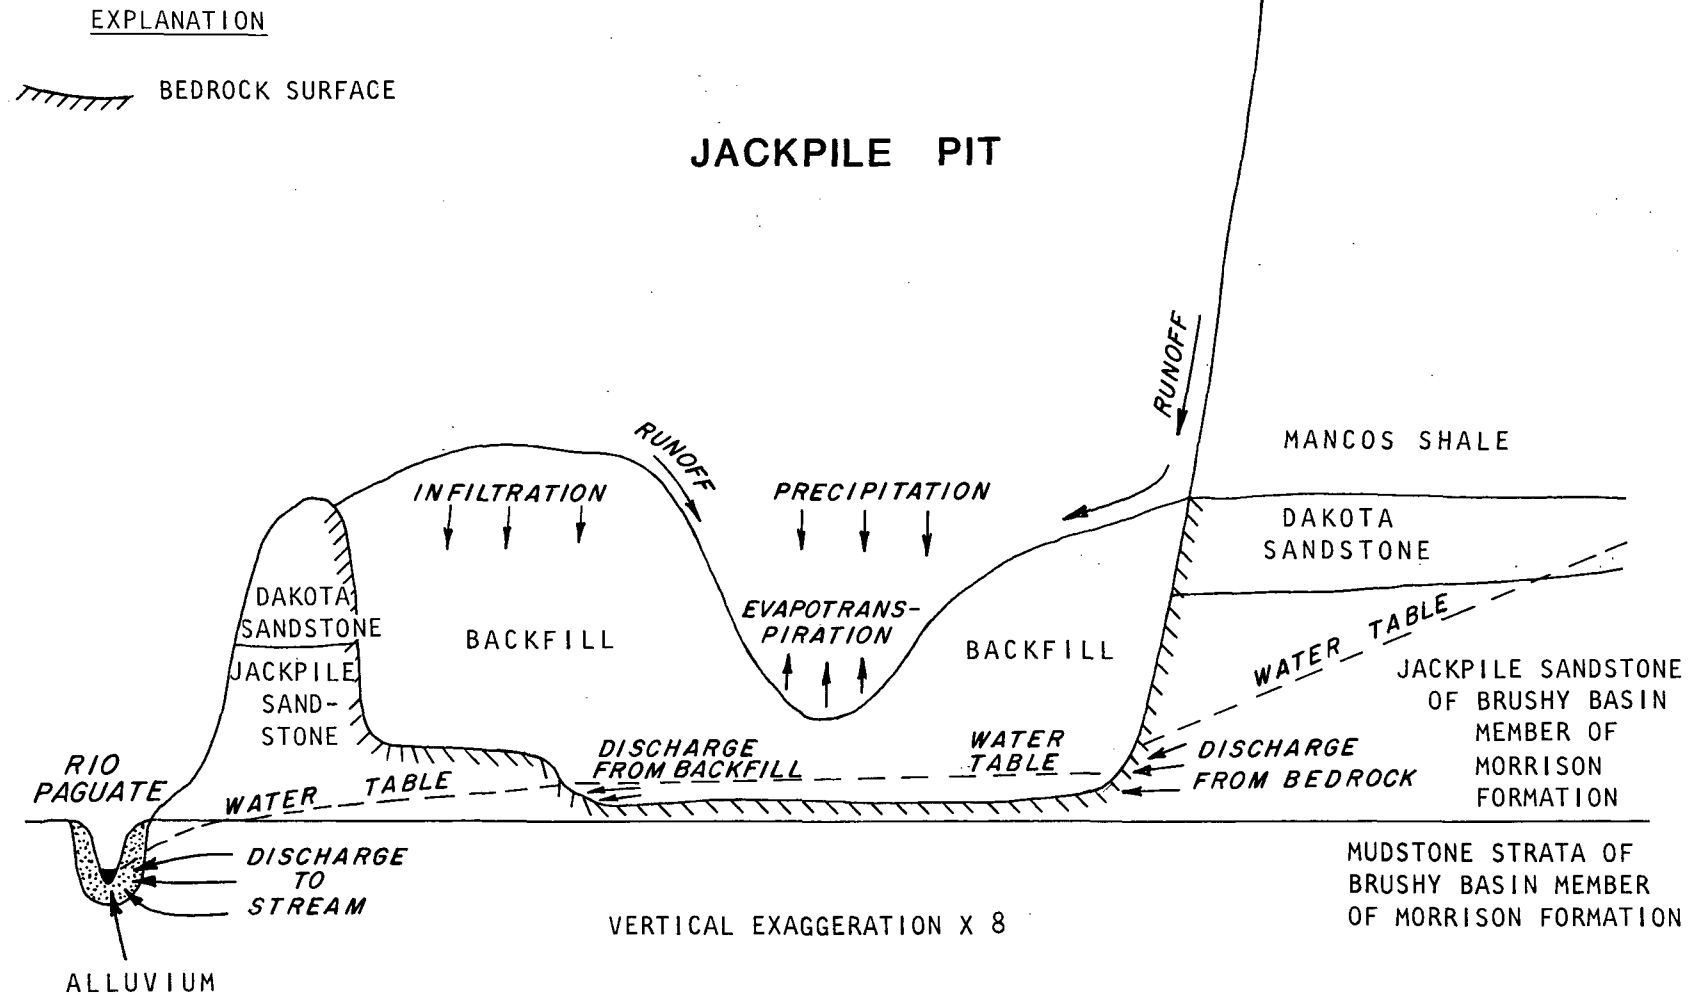 EXPLANATION
BEDROCK SURFACE
JACKPILE PIT
RUNOFF
RUNOFF
MANCOS SHALE
INFILTRATION
PRECIPITATION
DAKOTA
SANDSTONE
DAKOTA
SANDSTONE
BACKFILL
EVAPOTRANS-
PIRATION
BACKFILL
WATER TABLE
JACKPILE
SAND-
STONE
JACKPILE SANDSTONE
OF BRUSHY BASIN
MEMBER OF
MORRISON
FORMATION
RIO
PAGUATE
WATER TABLE
DISCHARGE
FROM BACKFILL
WATER
TABLE
DISCHARGE
FROM BEDROCK
DISCHARGE
TO
STREAM
MUDSTONE STRATA OF
BRUSHY BASIN MEMBER
OF MORRISON FORMATION
VERTICAL EXAGGERATION X 8
ALLUVIUM